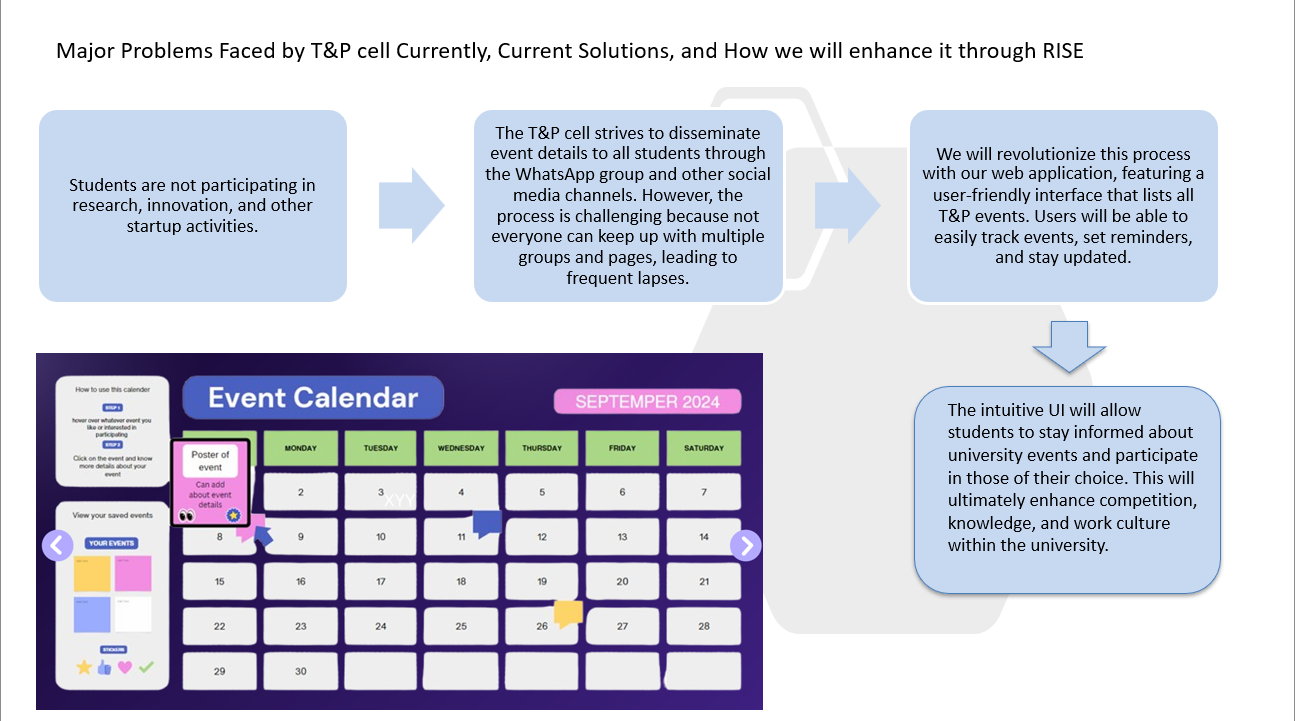 Major Problems Faced by T&P cell Currently, Current Solutions, and How we will enhance it through RISE
Students are not participating in
research, innovation, and other
startup activities.
The T&P cell strives to disseminate
event details to all students through
the WhatsApp group and other social
media channels. However, the
process is challenging because not
everyone can keep up with multiple
groups and pages, leading to
frequent lapses.
We will revolutionize this process
with our web application, featuring a
user-friendly interface that lists all
T&P events. Users will be able to
easily track events, set reminders,
and stay updated.
The intuitive UI will allow
students to stay informed about
university events and participate
in those of their choice. This will
ultimately enhance competition,
knowledge, and work culture
within the university.
How to use this calender
STEP 1
hover over whatever event you
like or interested in
participating
STEP 2
Click on the event and know
more details about your
event
View your saved events
YOUR EVENTS
STICKERS
Event Calendar
SEPTEMPER 2024
MONDAY TUESDAY WEDNESDAY THURSDAY FRIDAY SATURDAY
Poster of
event
Can add
about event
details
2 3 4 5 6 7
XYY
8 9 10 11 12 13 14
15 16 17 18 19 20 21
22 23 24 25 26 27 28
29 30